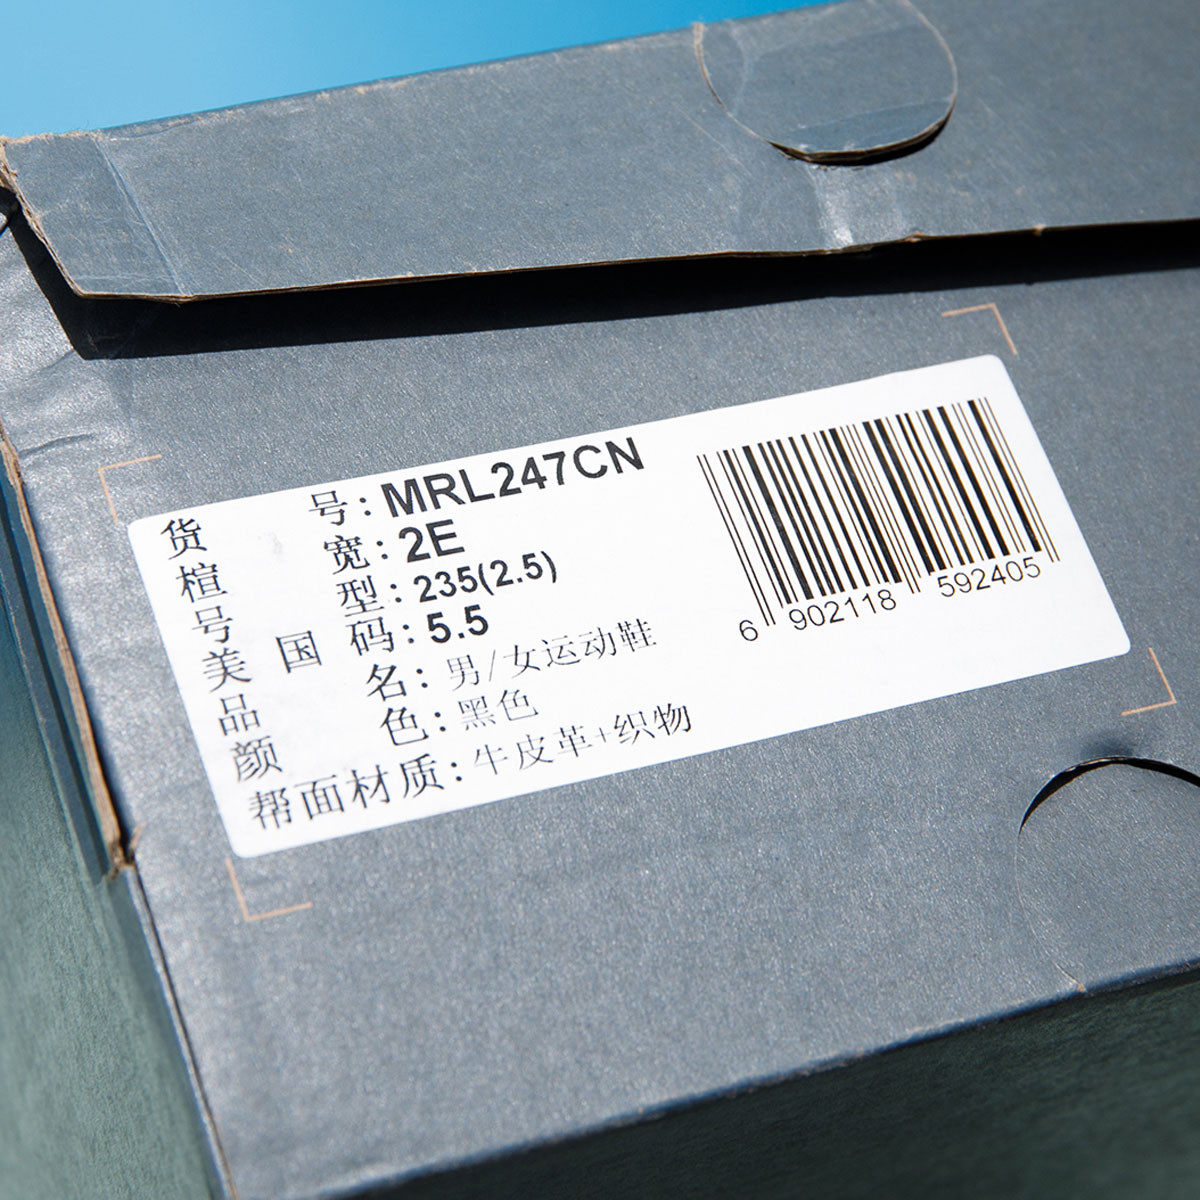 货 号：MRL247CN
楦 宽：2E
号 型：235(2.5)
美 国 码：5.5
品 名：男/女运动鞋
颜 色：黑色
帮面材质：牛皮革+织物
6 902118 592405